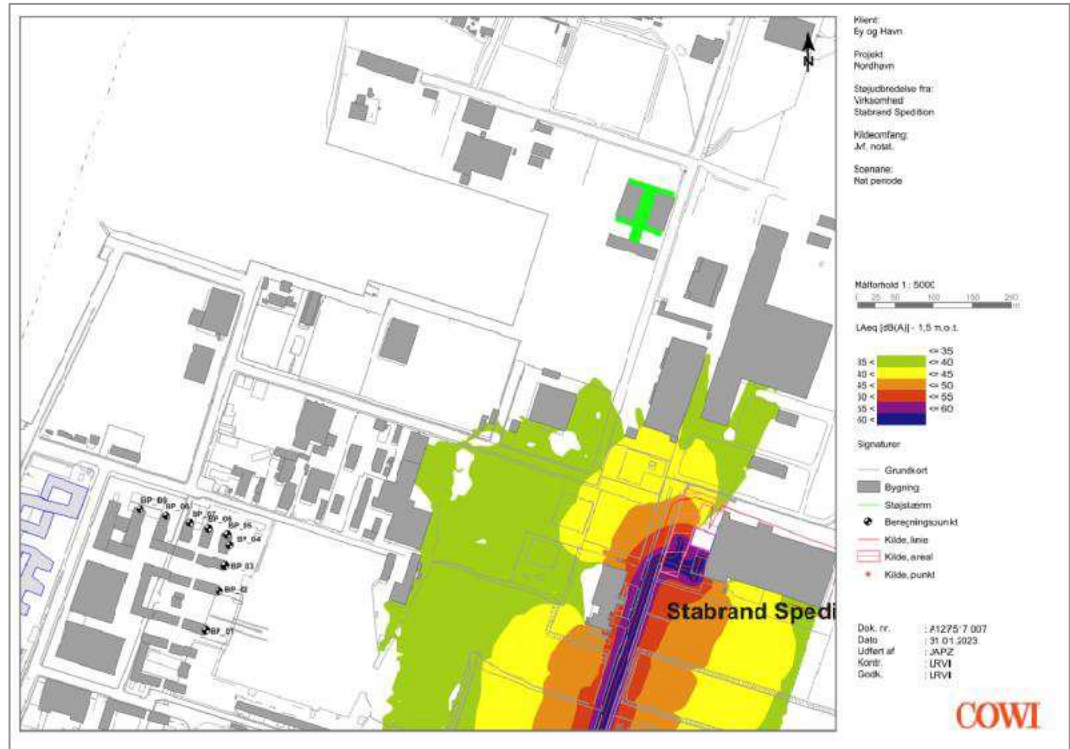 Klient:
By og Havn
Projekt
Nordhavn
Støjudbredelse fra:
Virksomhed
Stabrand Spedition
Kildeomfang:
Jvf. notat.
Scenarie:
Nat periode
N
Målforhold 1 : 5000
0 25 50 100 150 200
m
LAeq [dB(A)] - 1,5 m.o.t.
<= 35
35 < <= 40
40 < <= 45
45 < <= 50
50 < <= 55
55 < <= 60
60 <
Signaturer
Grundkort
Bygning
Støjskærm
Beregningspunkt
Kilde, linie
Kilde, areal
Kilde, punkt
BP_09
BP_08
BP_07
BP_06
BP_05
BP_04
BP_03
BP_02
BP_01
Stabrand Spedi
Dok. nr. : A127517 007
Dato : 31.01.2023
Udført af : JAPZ
Kontr. : LRVI
Godk. : LRVI
COWI